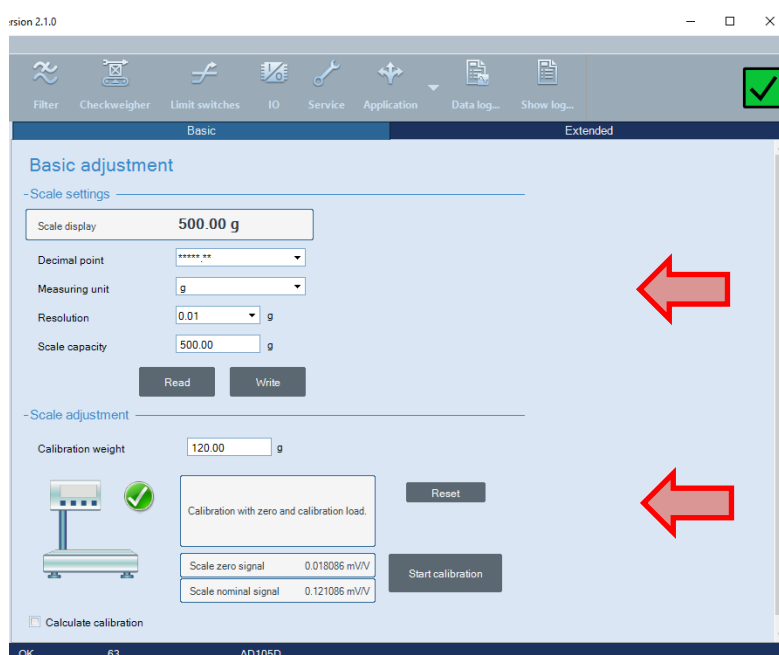 ersion 2.1.0
Filter Checkweigher Limit switches IO Service Application Data log... Show log...
Basic Extended
Basic adjustment
Scale settings
Scale display 500.00 g
Decimal point *****.**
Measuring unit g
Resolution 0.01 g
Scale capacity 500.00 g
Read Write
Scale adjustment
Calibration weight 120.00 g
Calibration with zero and calibration load.
Reset
Scale zero signal 0.018086 mV/V
Start calibration
Scale nominal signal 0.121086 mV/V
Calculate calibration
OK 63 AD105D